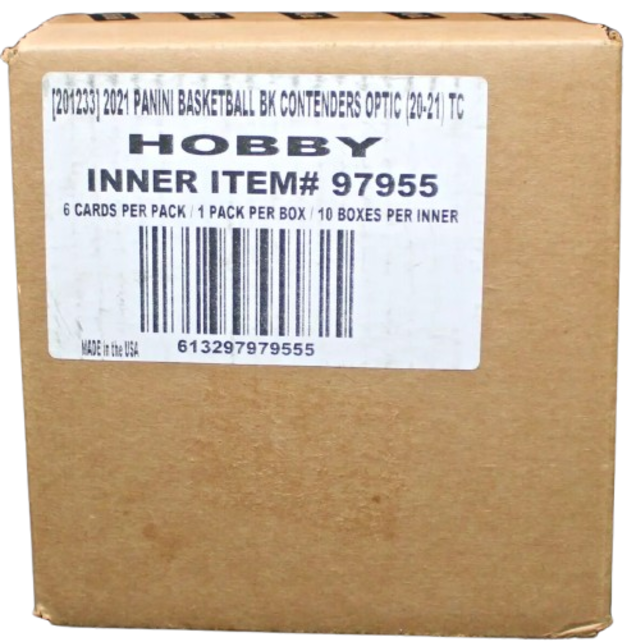 [201233] 2021 PANINI BASKETBALL BK CONTENDERS OPTIC (20-21) TC
HOBBY
INNER ITEM# 97955
6 CARDS PER PACK / 1 PACK PER BOX / 10 BOXES PER INNER
MADE in the USA
613297979555